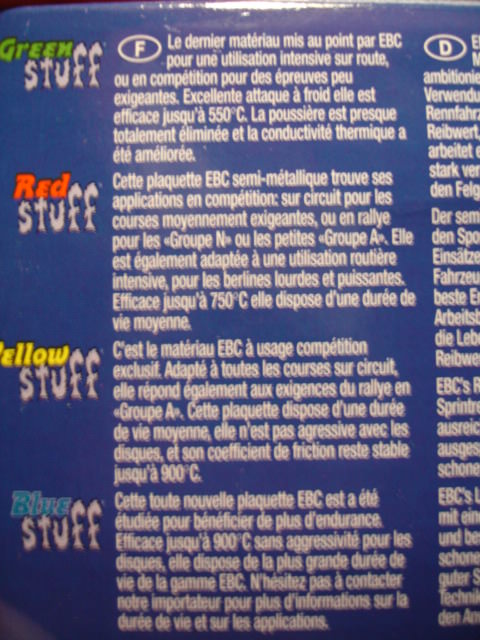 Green STUFF
F Le dernier matériau mis au point par EBC
pour une utilisation intensive sur route,
ou en compétition pour des épreuves peu
exigeantes. Excellente attaque à froid elle est
efficace jusqu'à 550°C. La poussière est presque
totalement éliminée et la conductivité thermique a
été améliorée.
Red STUFF
Cette plaquette EBC semi-métallique trouve ses
applications en compétition: sur circuit pour les
courses moyennement exigeantes, ou en rallye
pour les «Groupe N» ou les petites «Groupe A». Elle
est également adaptée à une utilisation routière
intensive, pour les berlines lourdes et puissantes.
Efficace jusqu'à 750°C elle dispose d'une durée de
vie moyenne.
Yellow STUFF
C'est le matériau EBC à usage compétition
exclusif. Adapté à toutes les courses sur circuit,
elle répond également aux exigences du rallye en
«Groupe A». Cette plaquette dispose d'une durée
de vie moyenne, elle n'est pas agressive avec les
disques, et son coefficient de friction reste stable
jusqu'à 900°C.
Blue STUFF
Cette toute nouvelle plaquette EBC est a été
étudiée pour bénéficier de plus d'endurance.
Efficace jusqu'à 900°C sans aggressivité pour les
disques, elle dispose de la plus grande durée de
vie de la gamme EBC. N'hésitez pas à contacter
notre importateur pour plus d'informations sur la
durée de vie et sur les applications.
D
ambitionie
Verwendu
Rennfahrz
Reibwert,
arbeitet e
stark ver
den Felg
Der sem
den Spo
Einsätze
Fahrzeu
beste Er
Arbeitsb
die Lebe
Reibwer
EBC's R
Sprintre
ausreic
ausges
schone
EBC's L
mit ein
und be
schone
guter S
Technik
den An